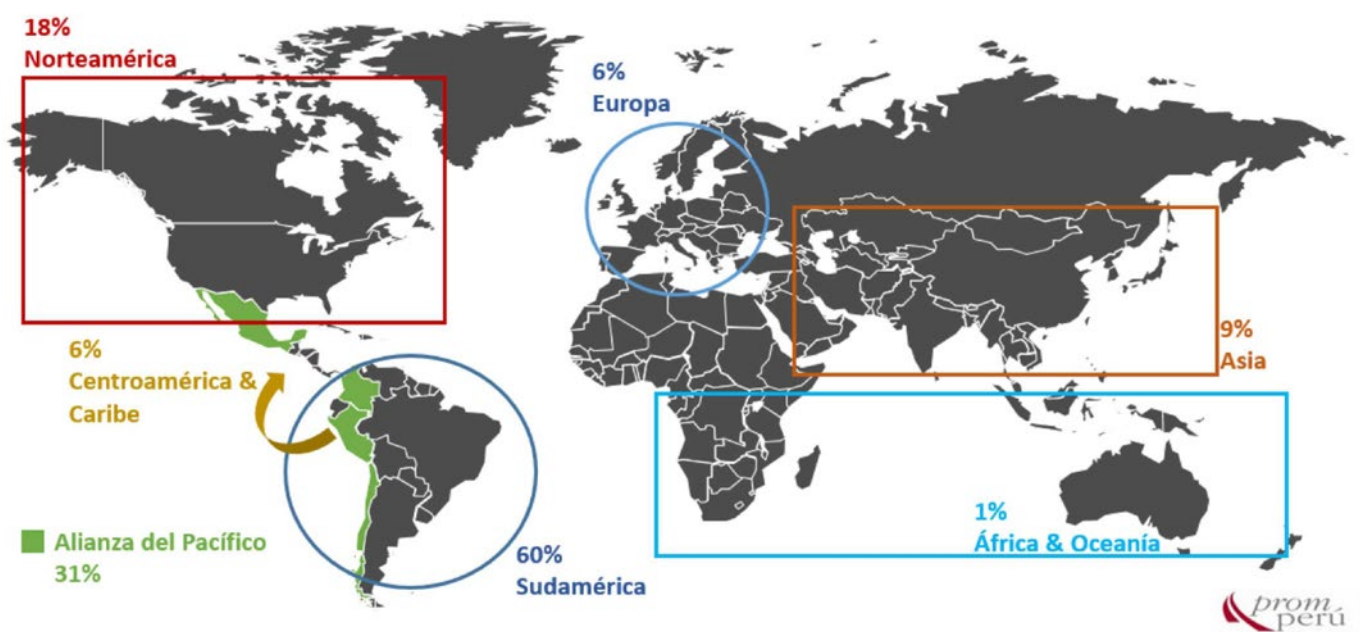 18%
Norteamérica
6%
Europa
9%
Asia
6%
Centroamérica &
Caribe
1%
África & Oceanía
Alianza del Pacífico
31%
60%
Sudamérica
prom
perú